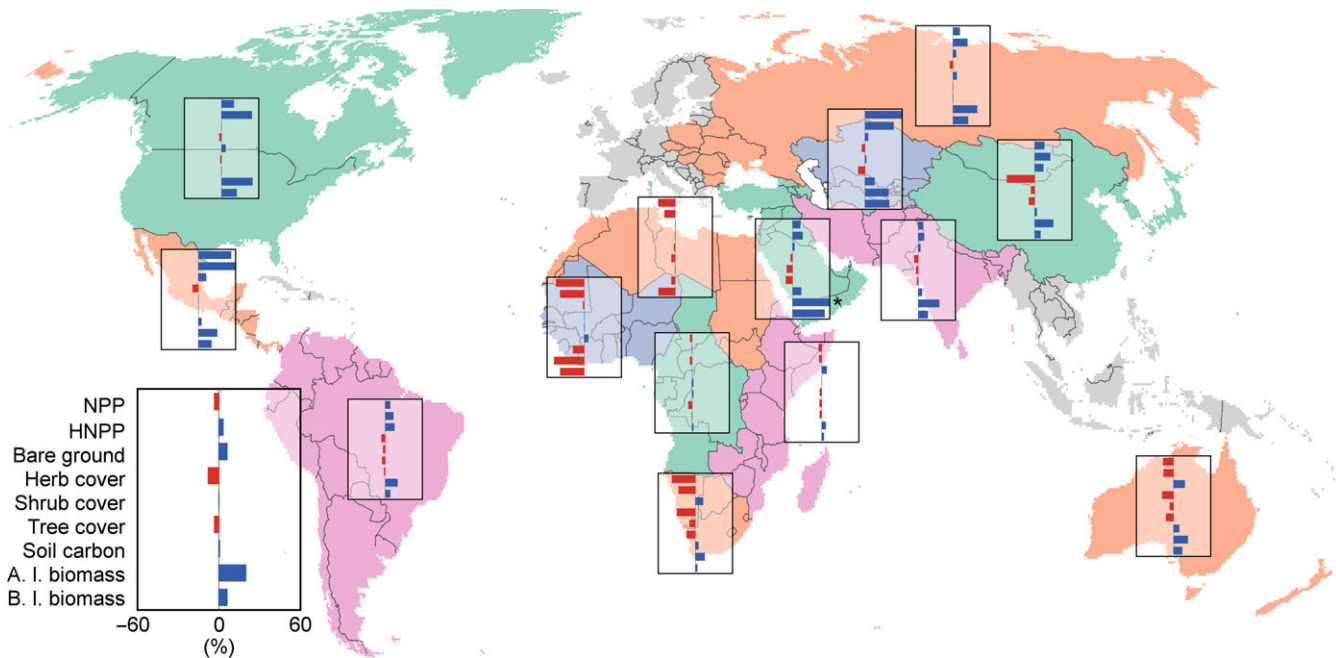 *
NPP
HNPP
Bare ground
Herb cover
Shrub cover
Tree cover
Soil carbon
A. l. biomass
B. l. biomass
−60 0 60
(%)